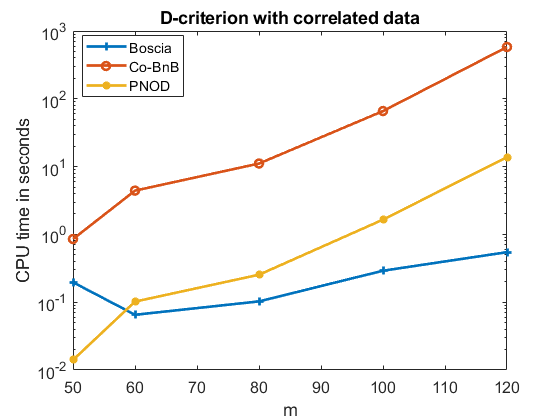 D-criterion with correlated data
Boscia
Co-BnB
PNOD
CPU time in seconds
10^3
10^2
10^1
10^0
10^-1
10^-2
50 60 70 80 90 100 110 120
m